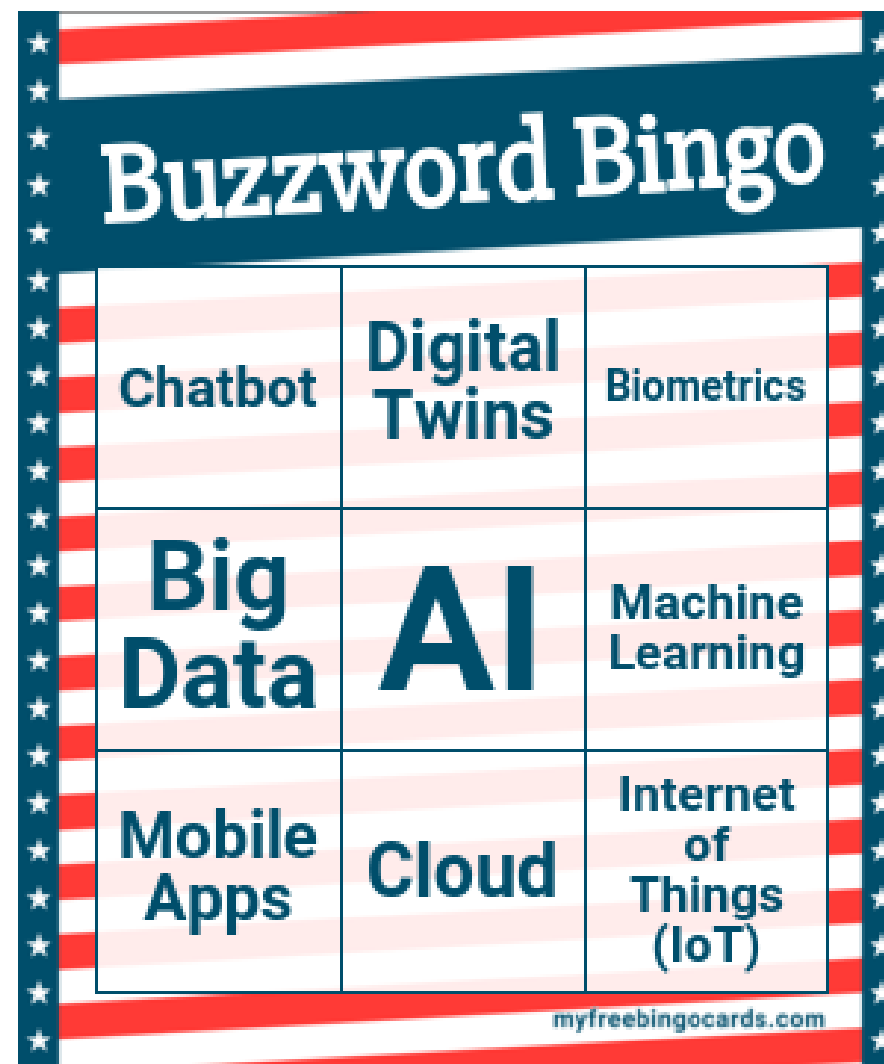 Buzzword Bingo
Chatbot
Digital
Twins
Biometrics
Big
Data
AI
Machine
Learning
Mobile
Apps
Cloud
Internet
of
Things
(IoT)
myfreebingocards.com